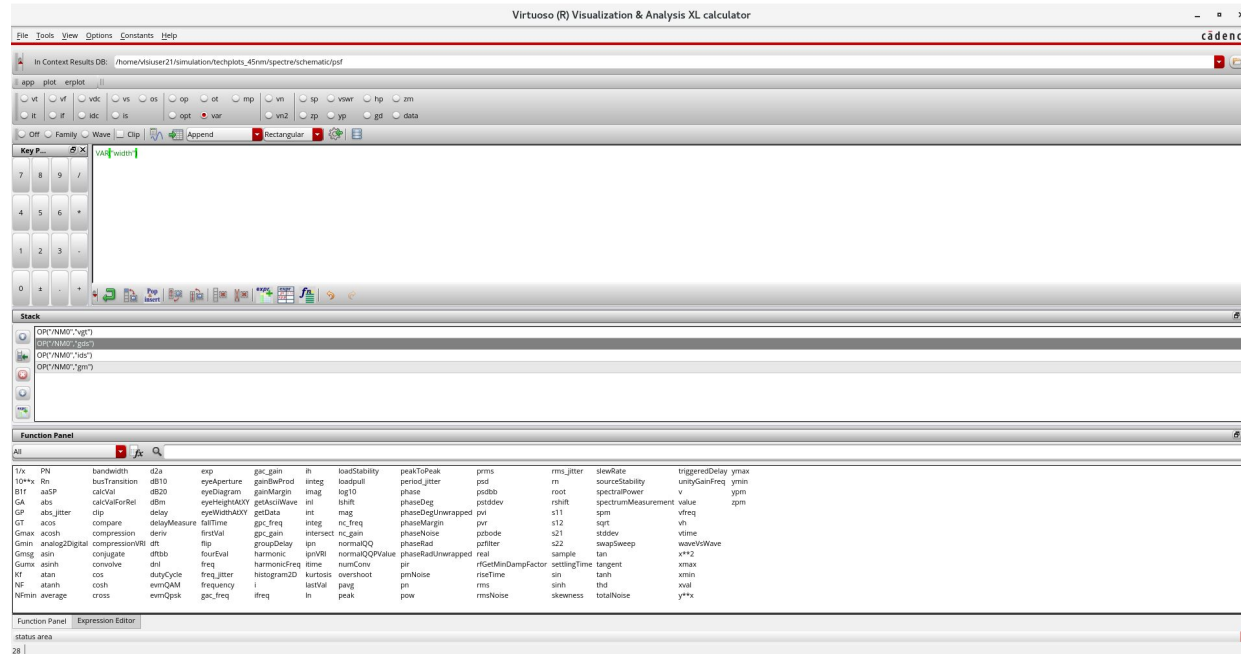 Virtuoso (R) Visualization & Analysis XL calculator
File Tools View Options Constants Help
cādenc
In Context Results DB: /home/vlsiuser21/simulation/techplots_45nm/spectre/schematic/psf
app plot erplot
vt vf vdc vs os op ot mp vn sp vswr hp zm
it if idc is opt var vn2 zp yp gd data
Off Family Wave Clip Append Rectangular
Key P...
VAR("width")
7 8 9 /
4 5 6 *
1 2 3 -
0 ± . +
Pop Insert expr expr fn
Stack
OP("/NM0","vgt")
OP("/NM0","gds")
OP("/NM0","ids")
OP("/NM0","gm")
Function Panel
All fx
1/x PN bandwidth d2a exp gac_gain ih loadStability peakToPeak prms rms_jitter slewRate triggeredDelay ymax
10**x Rn busTransition dB10 eyeAperture gainBwProd iinteg loadpull period_jitter psd rn sourceStability unityGainFreq ymin
B1f aaSP calcVal dB20 eyeDiagram gainMargin imag log10 phase psdbb root spectralPower v ypm
GA abs calcValForRel dBm eyeHeightAtXY getAsciiWave inl lshift phaseDeg pstddev rshift spectrumMeasurement value zpm
GP abs_jitter clip delay eyeWidthAtXY getData int mag phaseDegUnwrapped pvi s11 spm vfreq
GT acos compare delayMeasure fallTime gpc_freq integ nc_freq phaseMargin pvr s12 sqrt vh
Gmax acosh compression deriv firstVal gpc_gain intersect nc_gain phaseNoise pzbode s21 stddev vtime
Gmin analog2Digital compressionVRI dft flip groupDelay ipn normalQQ phaseRad pzfilter s22 swapSweep waveVsWave
Gmsg asin conjugate dftbb fourEval harmonic ipnVRI normalQQPValue phaseRadUnwrapped real sample tan x**2
Gumx asinh convolve dnl freq harmonicFreq itime numConv pir rfGetMinDampFactor settlingTime tangent xmax
Kf atan cos dutyCycle freq_jitter histogram2D kurtosis overshoot pmNoise riseTime sin tanh xmin
NF atanh cosh evmQAM frequency i lastVal pavg pn rms sinh thd xval
NFmin average cross evmQpsk gac_freq ifreq ln peak pow rmsNoise skewness totalNoise y**x
Function Panel Expression Editor
status area
28